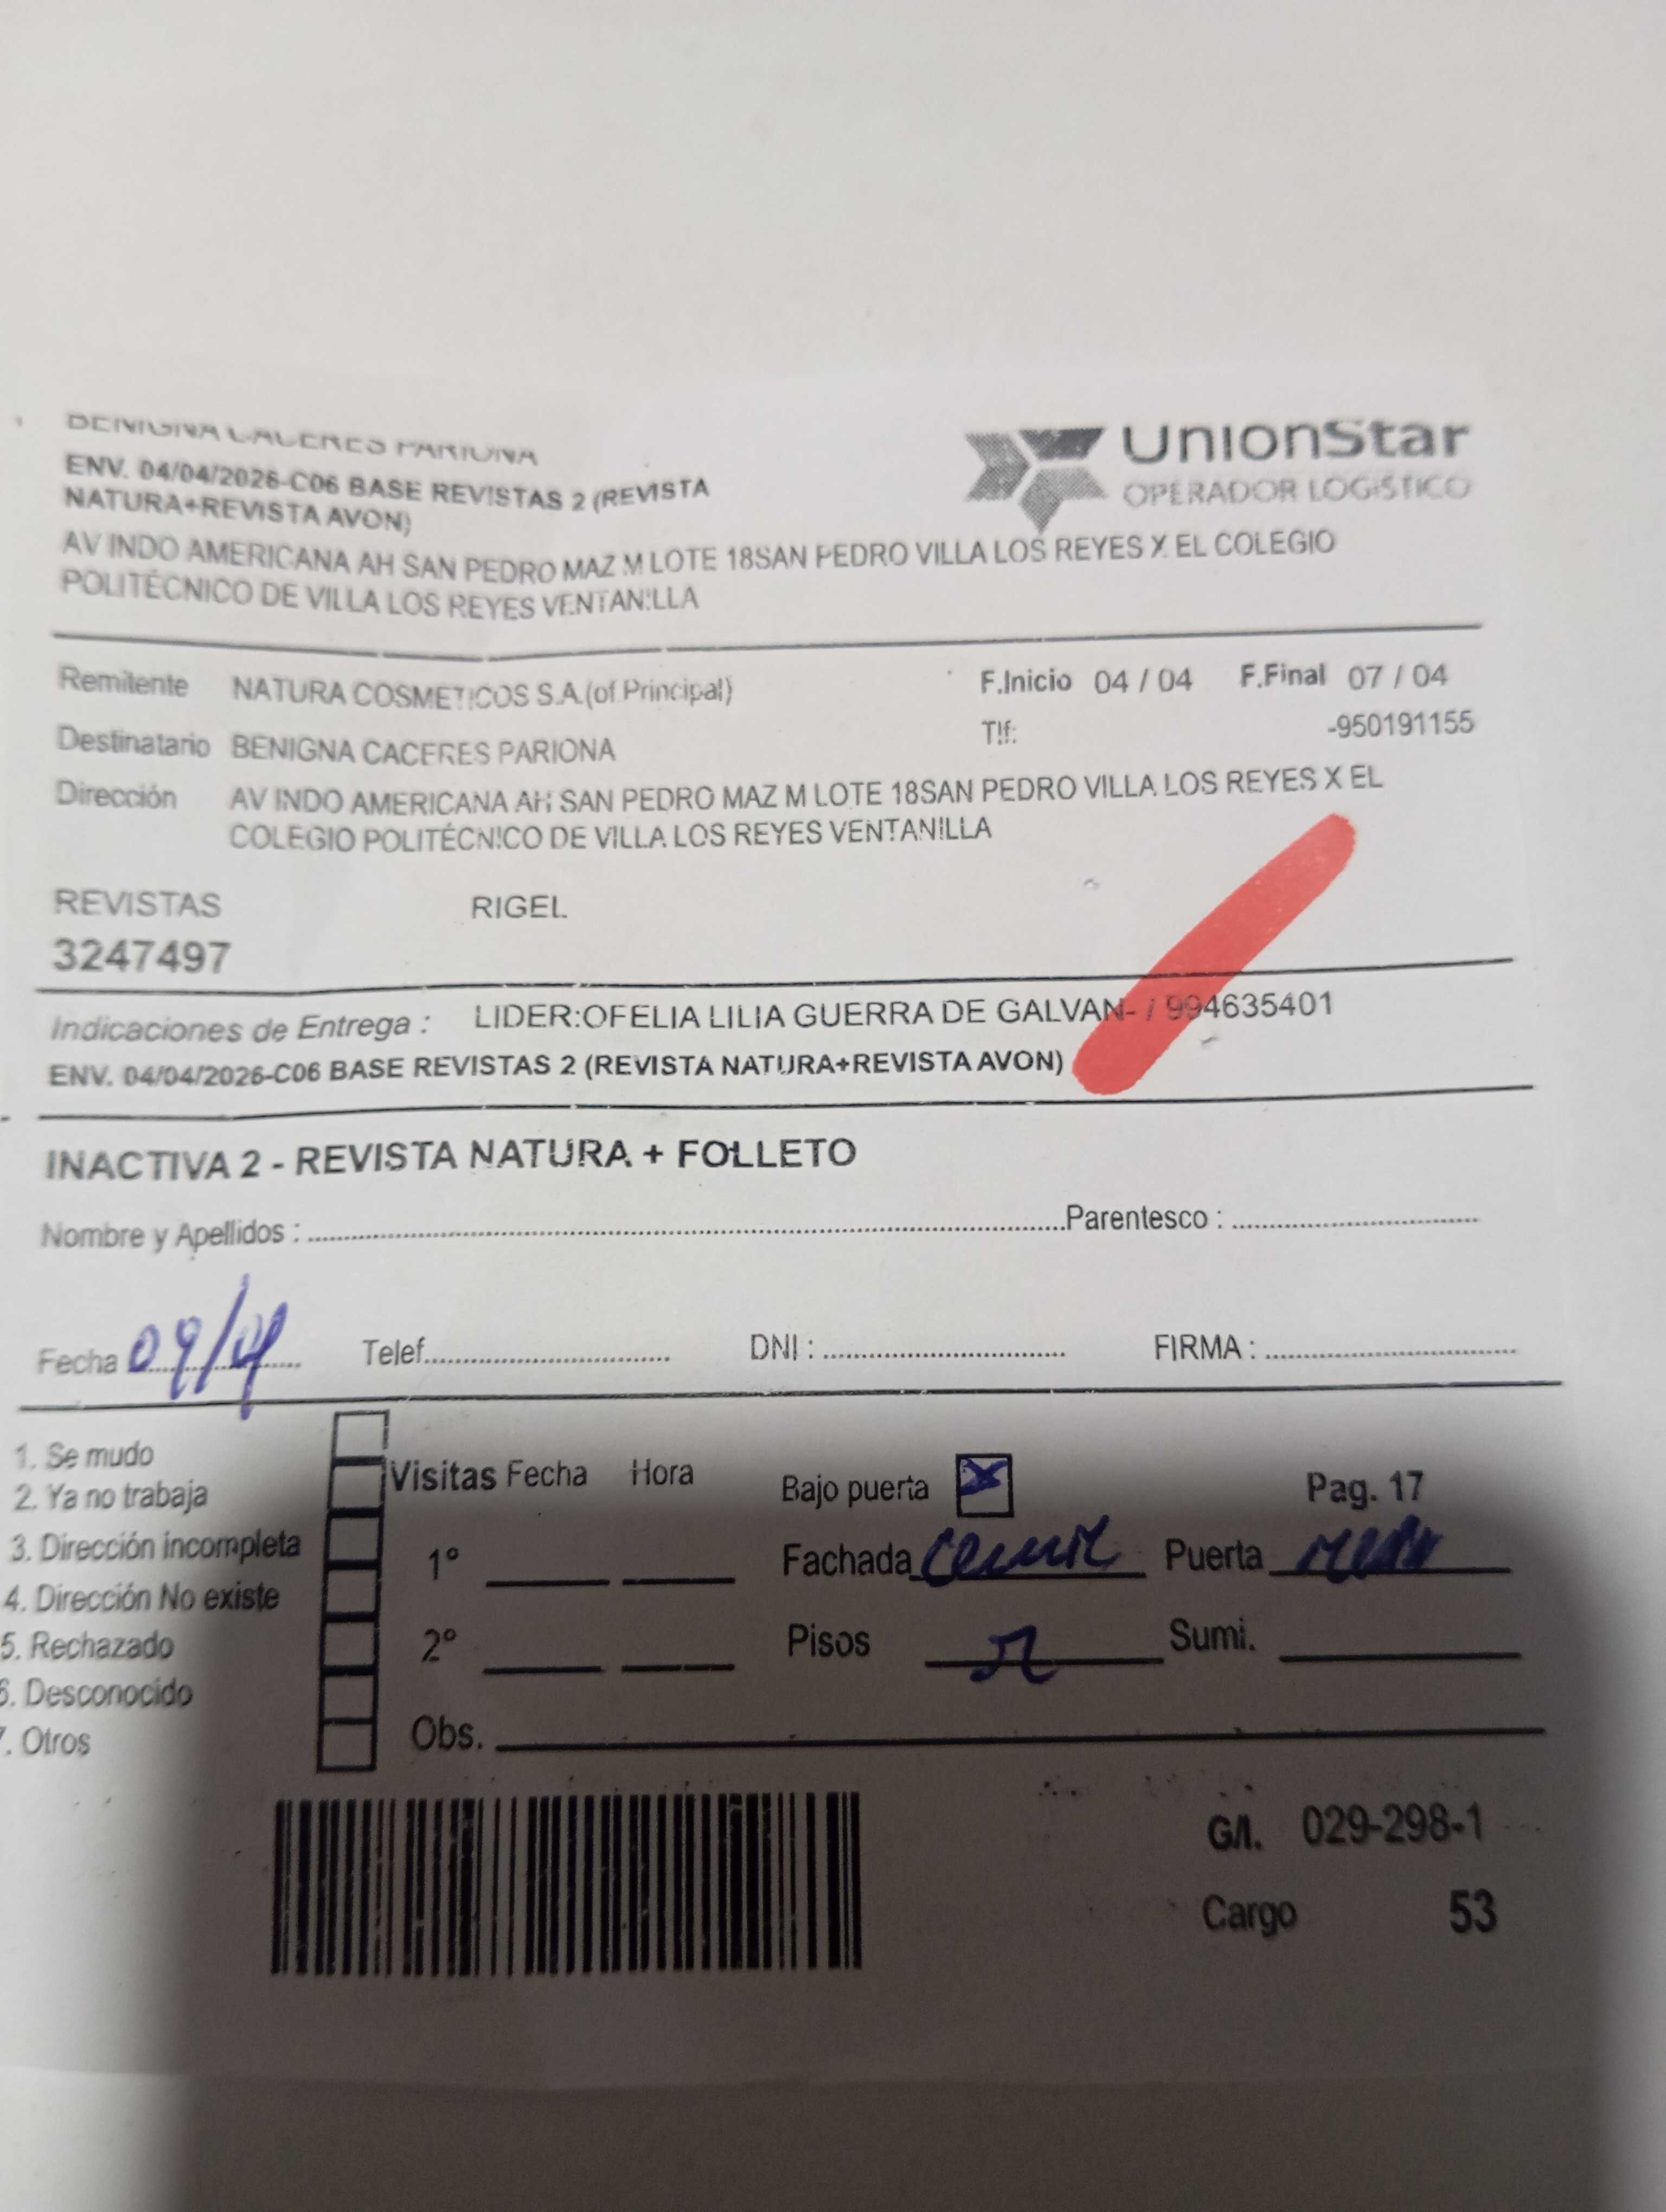 BENIGNA CACERES PARIONA
ENV. 04/04/2026-C06 BASE REVISTAS 2 (REVISTA
NATURA+REVISTA AVON)
AV INDO AMERICANA AH SAN PEDRO MAZ M LOTE 18SAN PEDRO VILLA LOS REYES X EL COLEGIO
POLITÉCNICO DE VILLA LOS REYES VENTANILLA
UnionStar
OPERADOR LOGISTICO
Remitente NATURA COSMETICOS S.A.(of.Principal) F.Inicio 04 / 04 F.Final 07 / 04
Destinatario BENIGNA CACERES PARIONA Tlf: -950191155
Dirección AV INDO AMERICANA AH SAN PEDRO MAZ M LOTE 18SAN PEDRO VILLA LOS REYES X EL
COLEGIO POLITÉCNICO DE VILLA LOS REYES VENTANILLA
REVISTAS RIGEL
3247497
Indicaciones de Entrega : LIDER:OFELIA LILIA GUERRA DE GALVAN- / 994635401
ENV. 04/04/2026-C06 BASE REVISTAS 2 (REVISTA NATURA+REVISTA AVON)
INACTIVA 2 - REVISTA NATURA + FOLLETO
Nombre y Apellidos : Parentesco :
Fecha 09/04 Telef. DNI : FIRMA :
1. Se mudo
2. Ya no trabaja
3. Dirección incompleta
4. Dirección No existe
5. Rechazado
6. Desconocido
7. Otros
Visitas Fecha Hora
1°
2°
Obs.
Bajo puerta X Pag. 17
Fachada Puerta
Pisos Sumi.
G/l. 029-298-1
Cargo 53